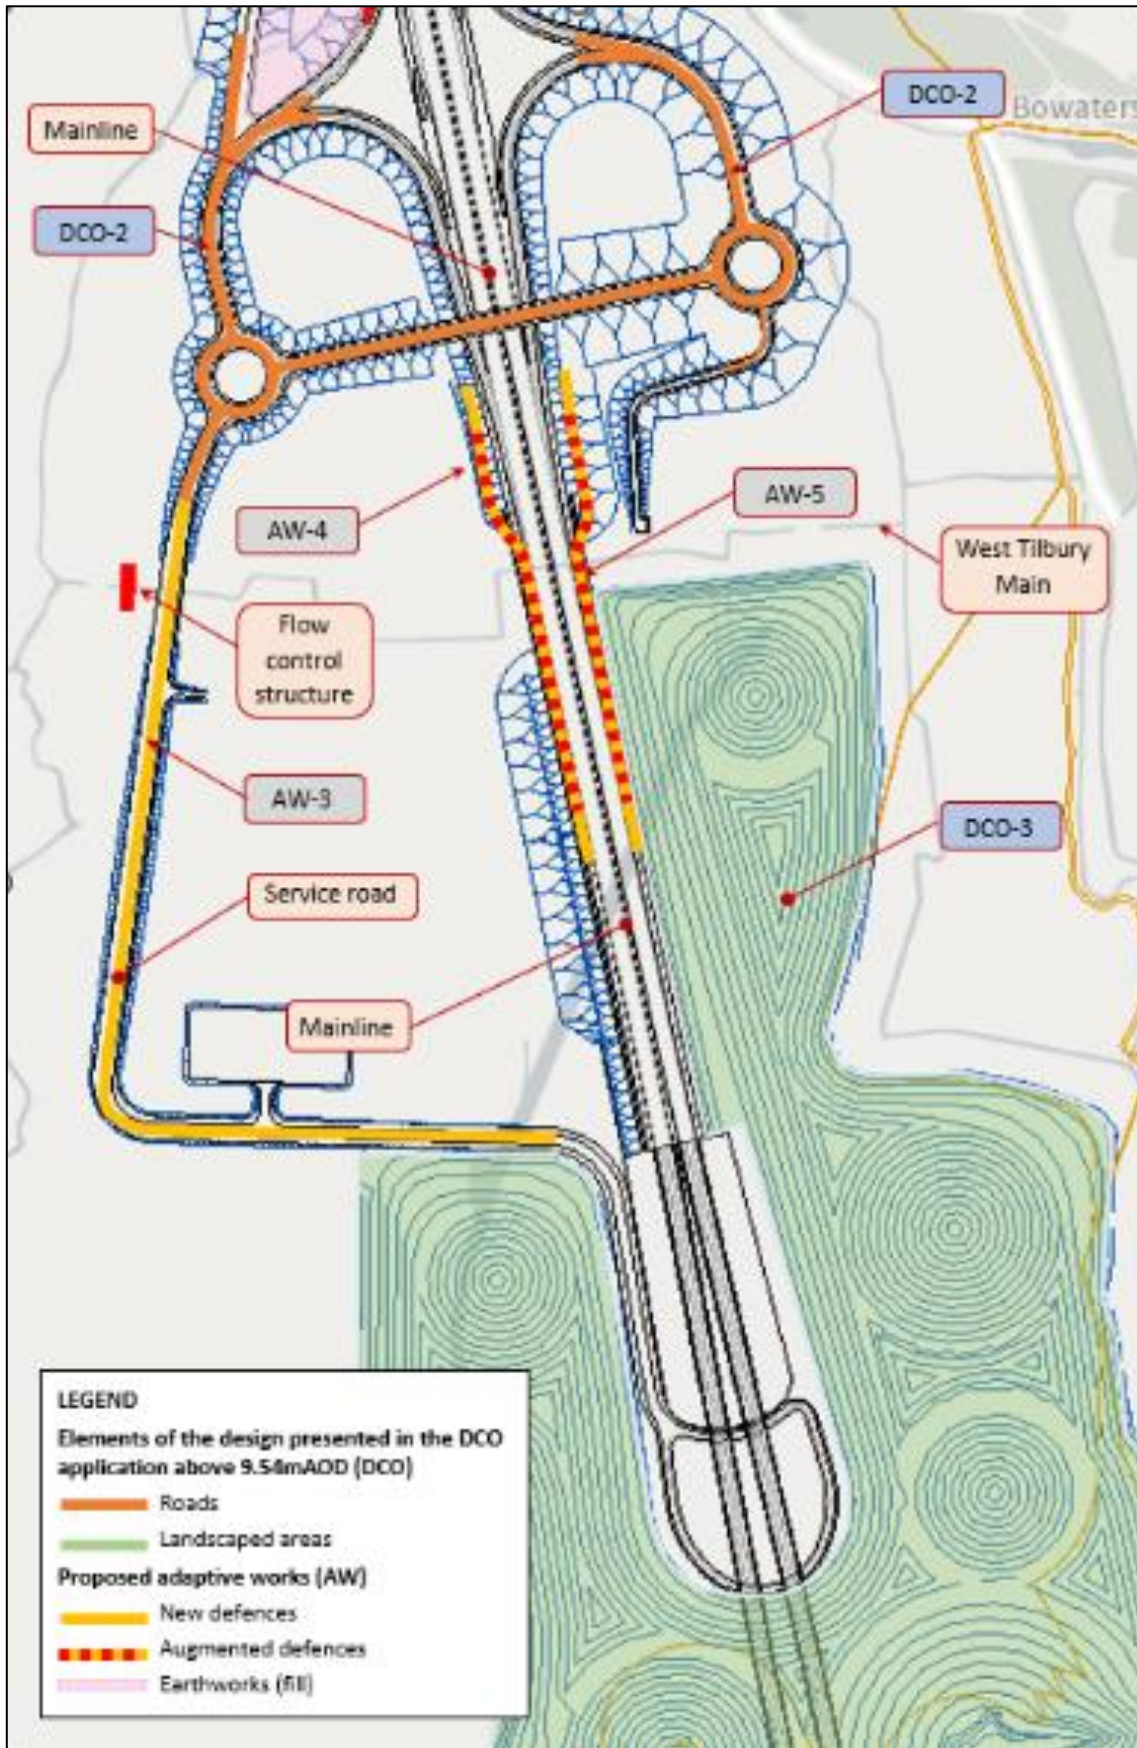 DCO-2
Bowaters
Mainline
DCO-2
AW-4
AW-5
West Tilbury
Main
Flow
control
structure
AW-3
DCO-3
Service road
Mainline
LEGEND
Elements of the design presented in the DCO
application above 9.54mAOD (DCO)
Roads
Landscaped areas
Proposed adaptive works (AW)
New defences
Augmented defences
Earthworks (fill)